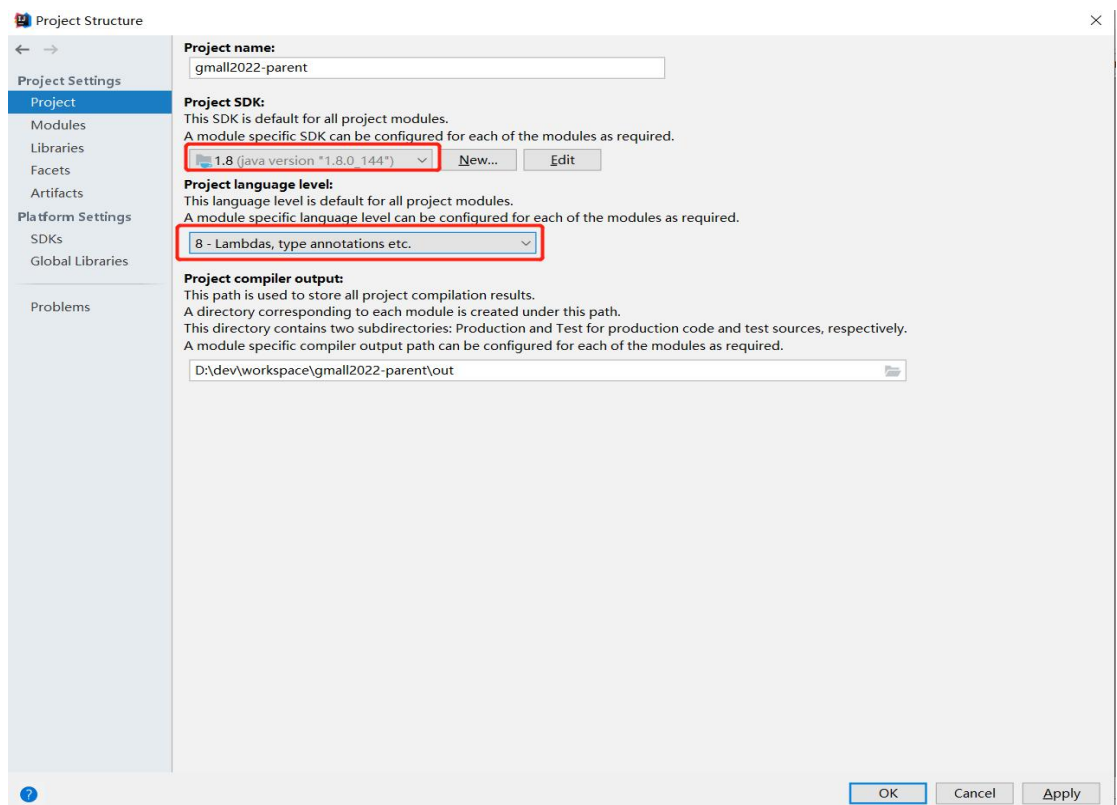 Project Structure
Project Settings
Project
Modules
Libraries
Facets
Artifacts
Platform Settings
SDKs
Global Libraries
Problems
Project name:
gmall2022-parent
Project SDK:
This SDK is default for all project modules.
A module specific SDK can be configured for each of the modules as required.
1.8 (java version "1.8.0_144")
New...
Edit
Project language level:
This language level is default for all project modules.
A module specific language level can be configured for each of the modules as required.
8 - Lambdas, type annotations etc.
Project compiler output:
This path is used to store all project compilation results.
A directory corresponding to each module is created under this path.
This directory contains two subdirectories: Production and Test for production code and test sources, respectively.
A module specific compiler output path can be configured for each of the modules as required.
D:\dev\workspace\gmall2022-parent\out
?
OK
Cancel
Apply